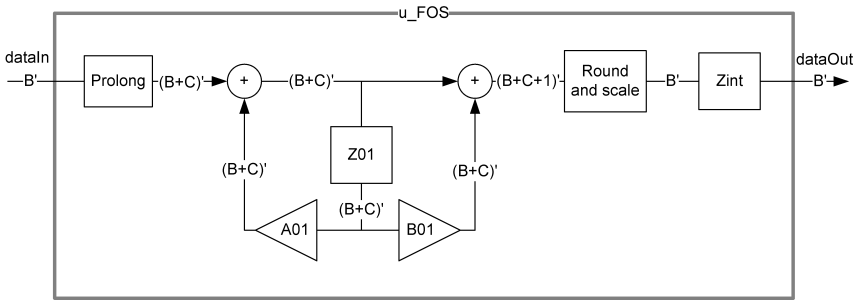 u_FOS
dataIn
dataOut
B'
Prolong
(B+C)'
+
(B+C)'
+
(B+C+1)'
Round
and scale
B'
Zint
B'
Z01
(B+C)'
(B+C)'
(B+C)'
A01
B01